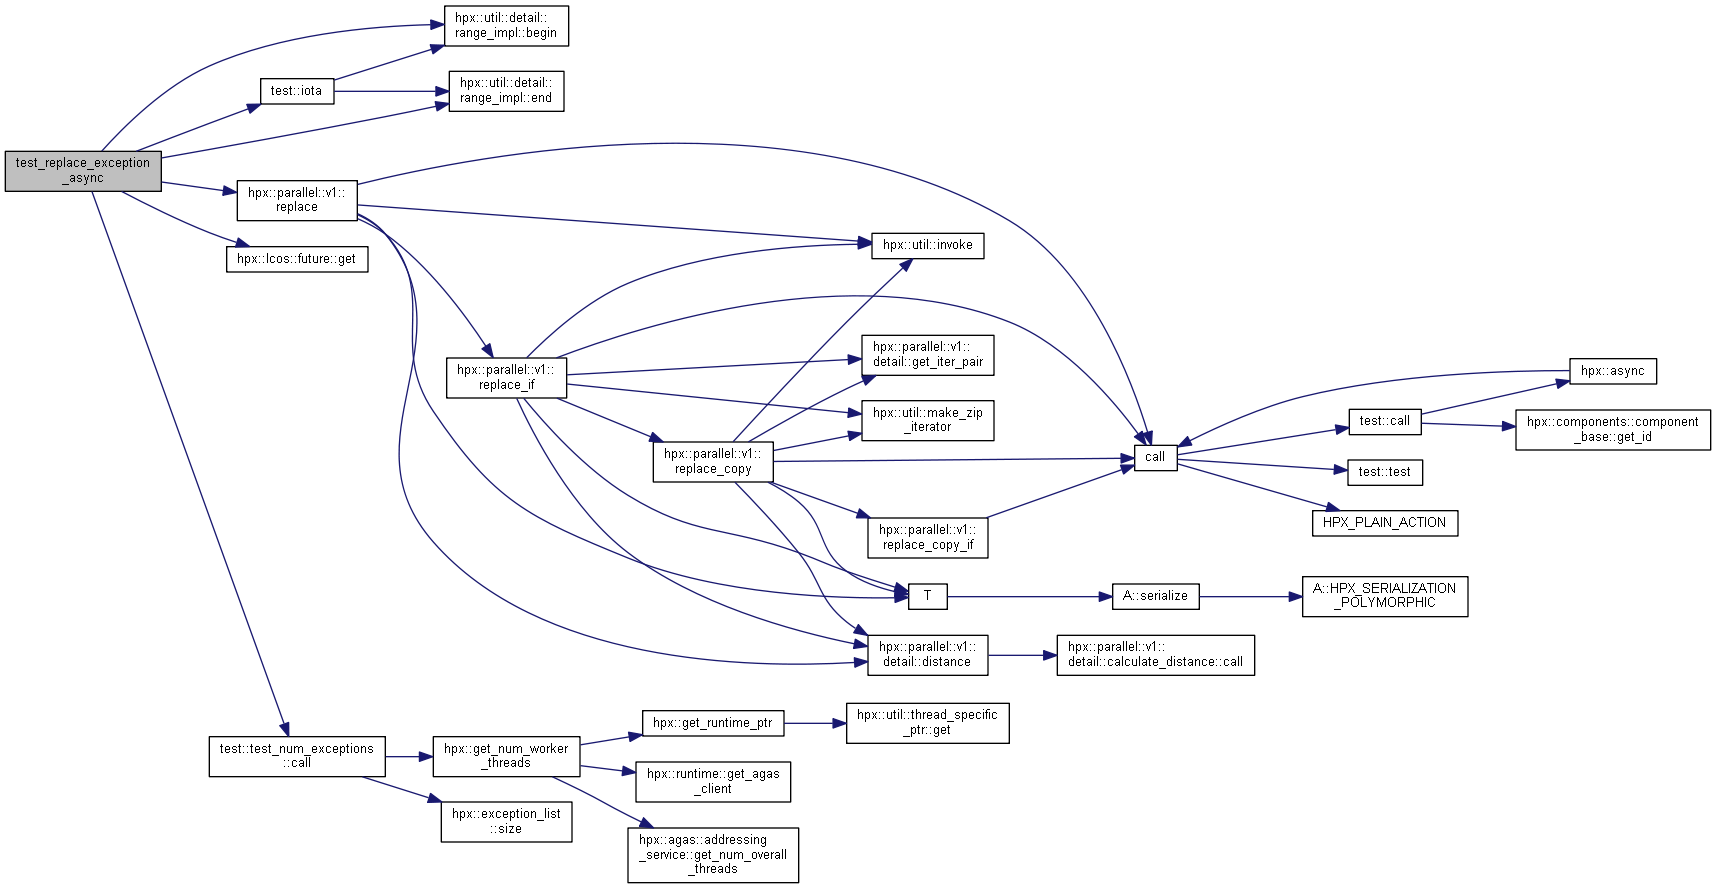 hpx::util::detail::
range_impl::begin
test::iota
hpx::util::detail::
range_impl::end
test_replace_exception
_async
hpx::parallel::v1::
replace
hpx::lcos::future::get
hpx::util::invoke
hpx::parallel::v1::
detail::get_iter_pair
hpx::parallel::v1::
replace_if
hpx::util::make_zip
_iterator
hpx::async
test::call
hpx::components::component
_base::get_id
hpx::parallel::v1::
replace_copy
call
test::test
HPX_PLAIN_ACTION
hpx::parallel::v1::
replace_copy_if
T
A::serialize
A::HPX_SERIALIZATION
_POLYMORPHIC
hpx::parallel::v1::
detail::distance
hpx::parallel::v1::
detail::calculate_distance::call
test::test_num_exceptions
::call
hpx::get_num_worker
_threads
hpx::get_runtime_ptr
hpx::util::thread_specific
_ptr::get
hpx::runtime::get_agas
_client
hpx::exception_list
::size
hpx::agas::addressing
_service::get_num_overall
_threads